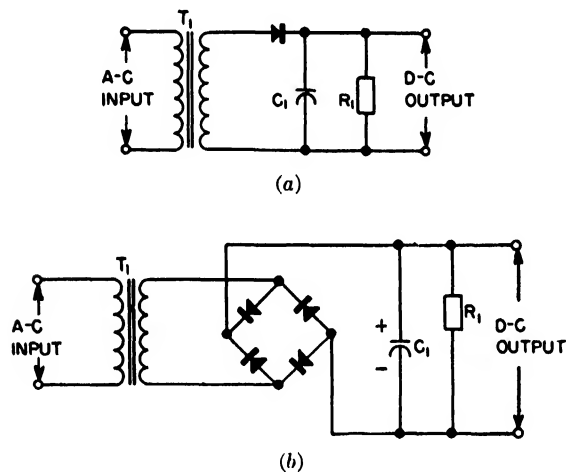 T1
A-C
INPUT
C1
R1
D-C
OUTPUT
(a)
T1
A-C
INPUT
+
C1
-
R1
D-C
OUTPUT
(b)